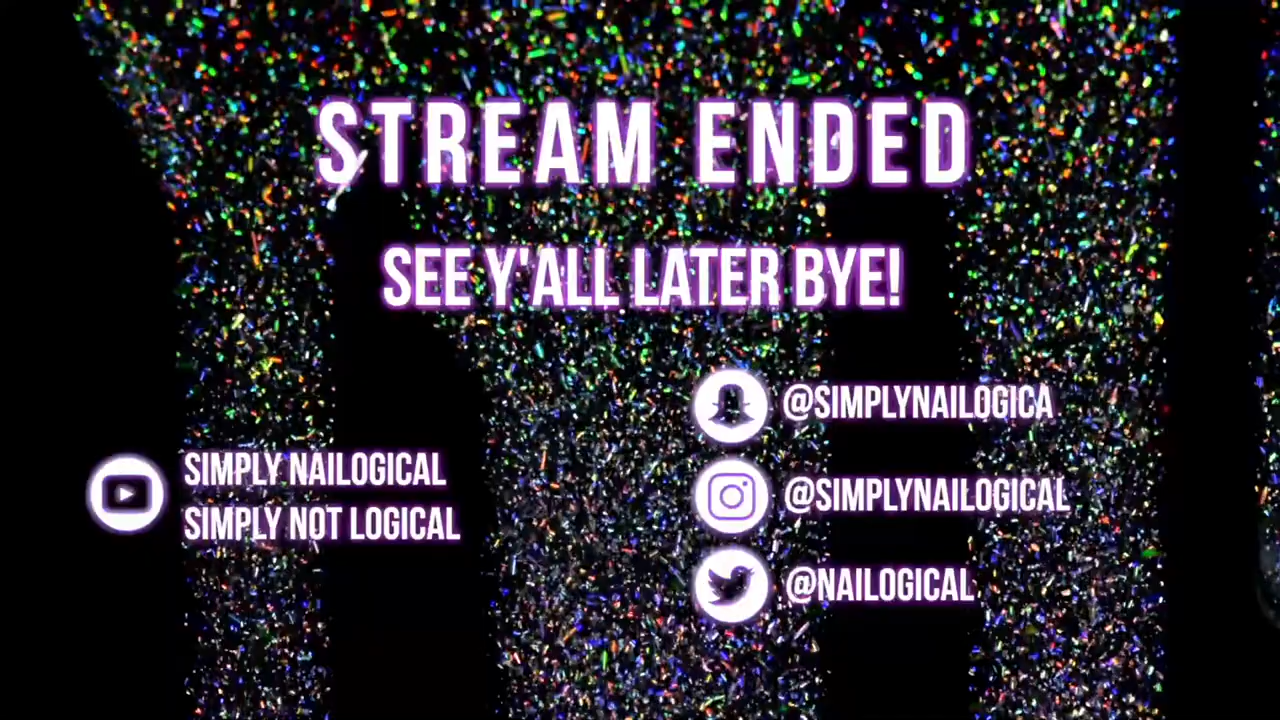 STREAM ENDED
SEE Y'ALL LATER BYE!
SIMPLY NAILOGICAL
SIMPLY NOT LOGICAL
@SIMPLYNAILOGICA
@SIMPLYNAILOGICAL
@NAILOGICAL